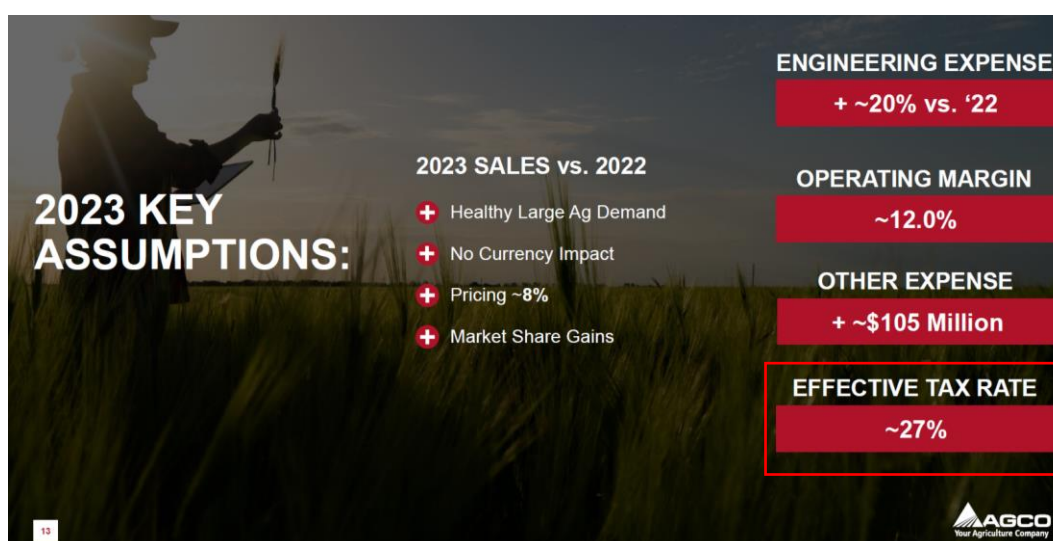 2023 KEY
ASSUMPTIONS:
2023 SALES vs. 2022
Healthy Large Ag Demand
No Currency Impact
Pricing ~8%
Market Share Gains
ENGINEERING EXPENSE
+ ~20% vs. ‘22
OPERATING MARGIN
~12.0%
OTHER EXPENSE
+ ~$105 Million
EFFECTIVE TAX RATE
~27%
13
AGCO
Your Agriculture Company